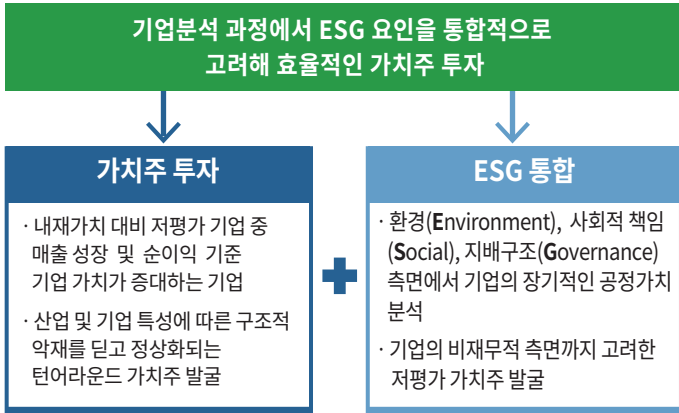 기업분석 과정에서 ESG 요인을 통합적으로
고려해 효율적인 가치주 투자
가치주 투자
· 내재가치 대비 저평가 기업 중
매출 성장 및 순이익 기준
기업 가치가 증대하는 기업
· 산업 및 기업 특성에 따른 구조적
악재를 딛고 정상화되는
턴어라운드 가치주 발굴
ESG 통합
· 환경(Environment), 사회적 책임
(Social), 지배구조(Governance)
측면에서 기업의 장기적인 공정가치
분석
· 기업의 비재무적 측면까지 고려한
저평가 가치주 발굴